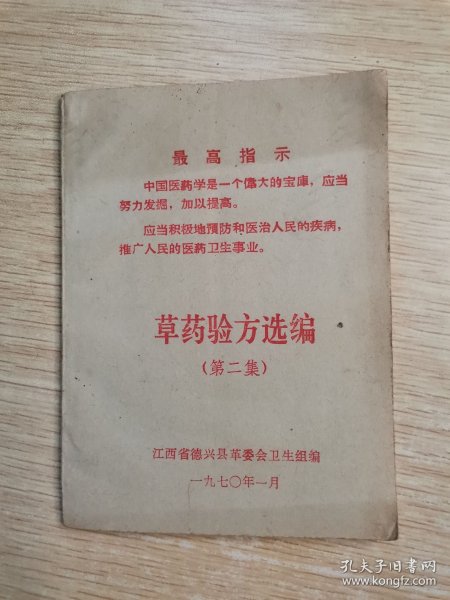 最高指示
中国医药学是一个偉大的宝庫，应当
努力发掘，加以提高。
应当积极地預防和医治人民的疾病，
推广人民的医药卫生事业。
草药验方选编
(第二集)
江西省德兴县革委会卫生组编
一九七〇年一月
孔夫子旧书网
www.kongfz.com